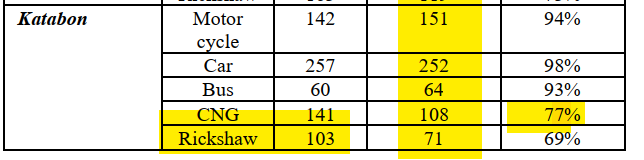 Katabon Motor cycle 142 151 94%
Car 257 252 98%
Bus 60 64 93%
CNG 141 108 77%
Rickshaw 103 71 69%